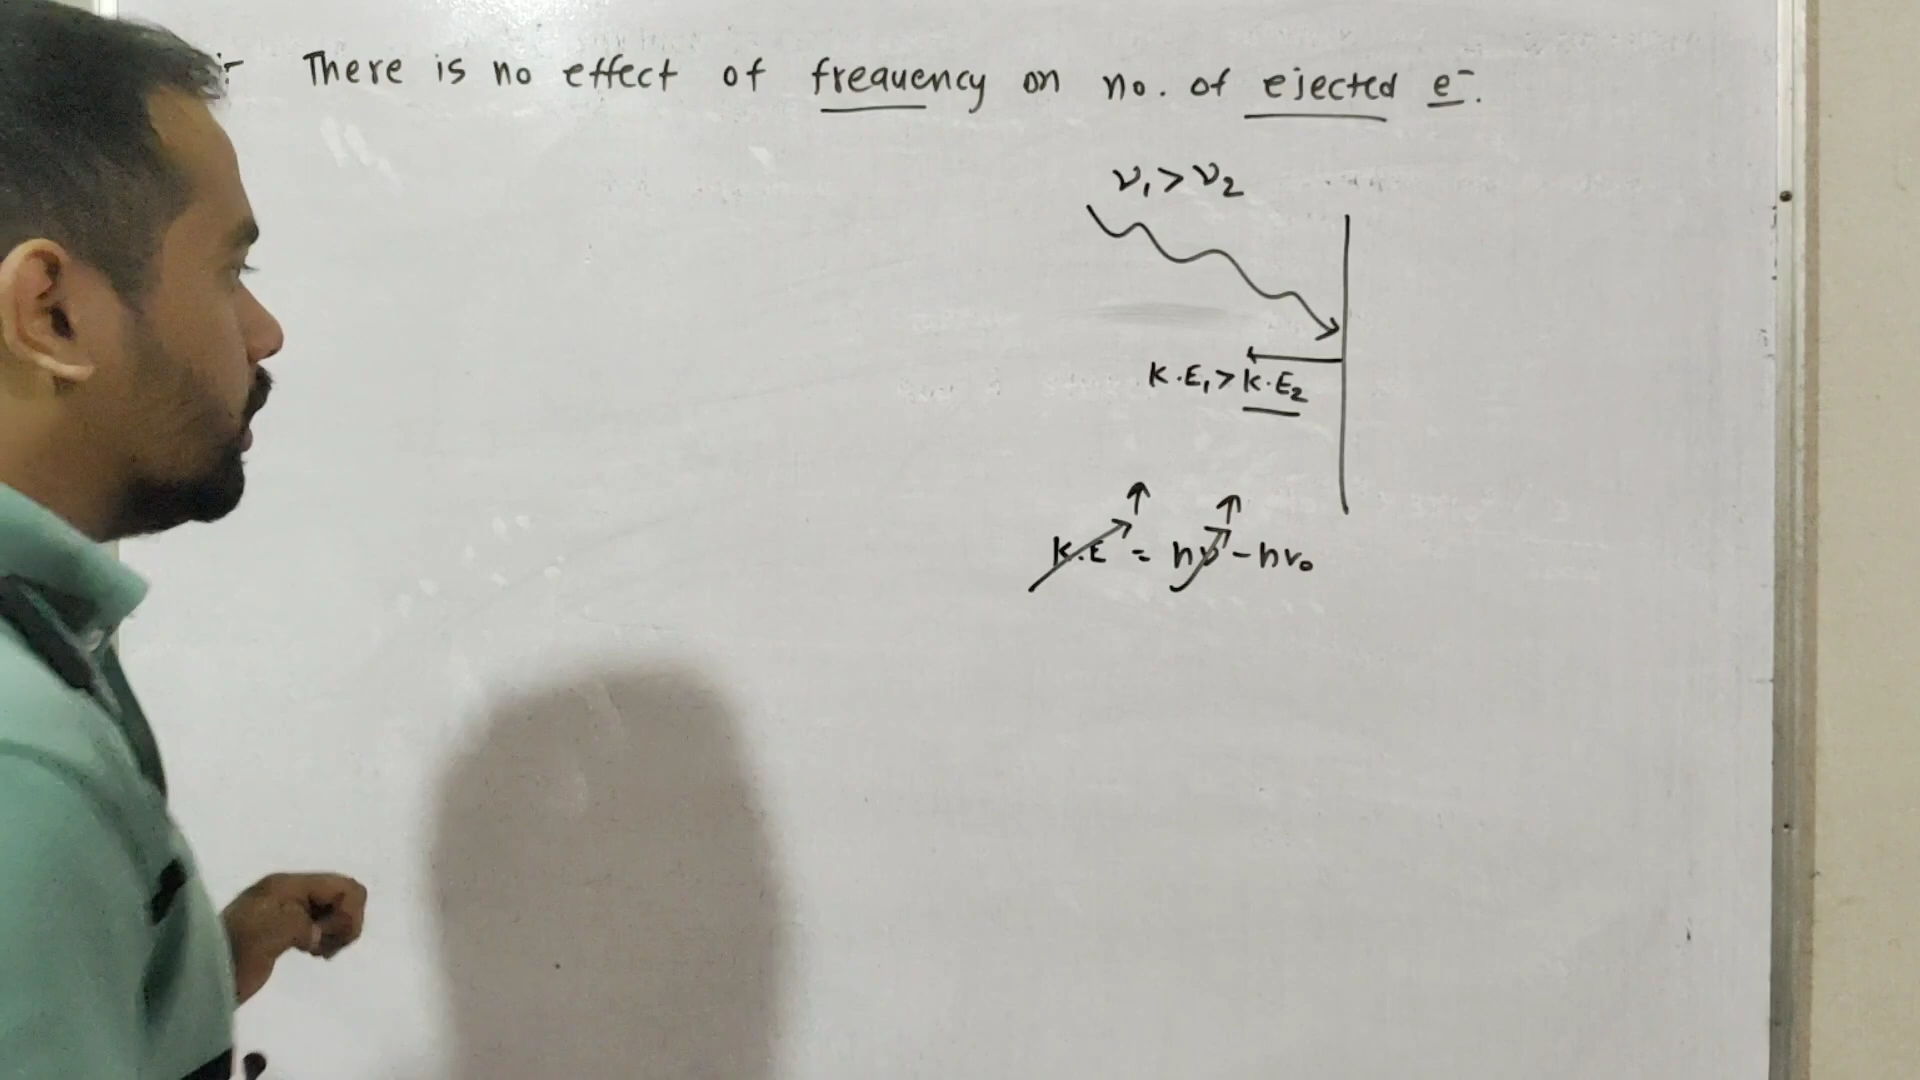 :- There is no effect of frequency on no. of ejected e⁻.
ν₁ > ν₂
K.E₁ > K.E₂
K.E ↑ = hν ↑ - hν₀